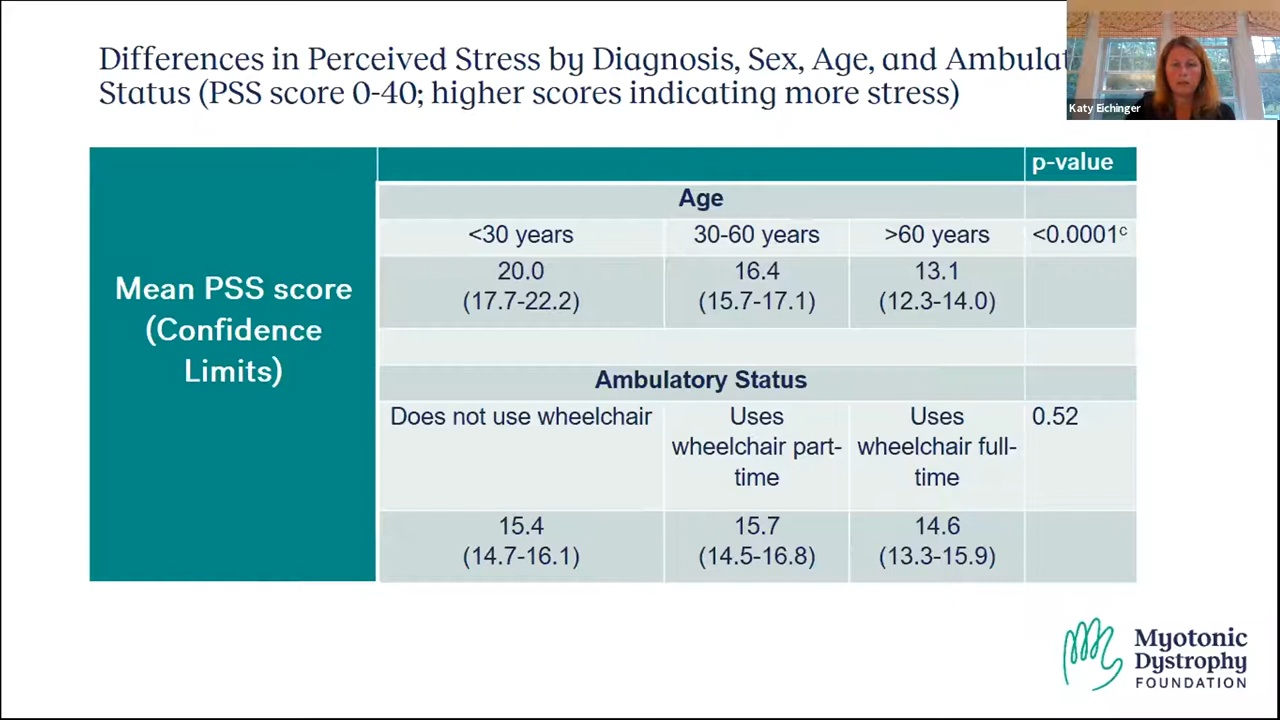 Differences in Perceived Stress by Diagnosis, Sex, Age, and Ambulat
Status (PSS score 0-40; higher scores indicating more stress)
Katy Eichinger
p-value
Mean PSS score
(Confidence
Limits)
Age
<30 years 30-60 years >60 years <0.0001ᶜ
20.0 16.4 13.1
(17.7-22.2) (15.7-17.1) (12.3-14.0)
Ambulatory Status
Does not use wheelchair Uses Uses 0.52
wheelchair part- wheelchair full-
time time
15.4 15.7 14.6
(14.7-16.1) (14.5-16.8) (13.3-15.9)
Myotonic
Dystrophy
FOUNDATION